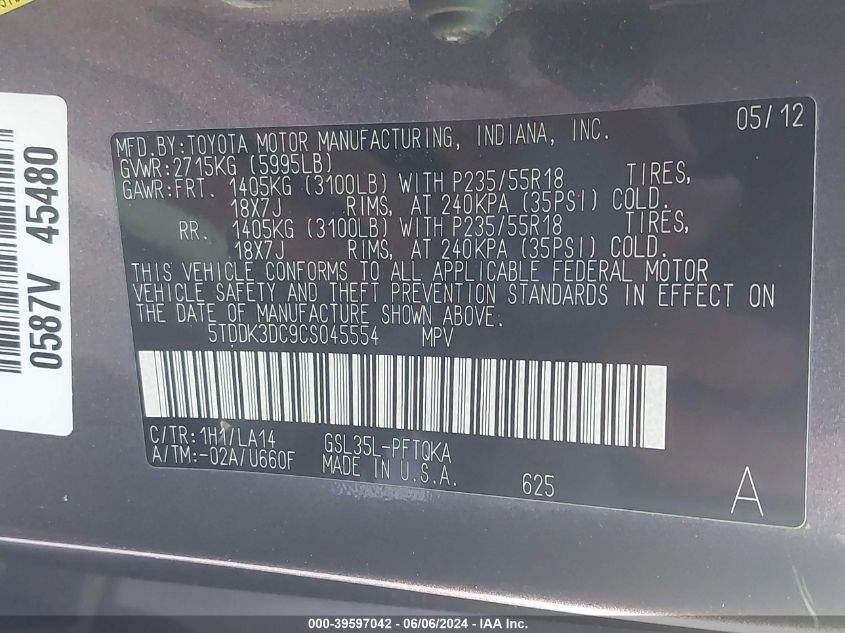 05/12
MFD.BY:TOYOTA MOTOR MANUFACTURING, INDIANA, INC.
GVWR:2715KG (5995LB)
GAWR:FRT. 1405KG (3100LB) WITH P235/55R18 TIRES,
18X7J RIMS, AT 240KPA (35PSI) COLD.
RR. 1405KG (3100LB) WITH P235/55R18 TIRES,
18X7J RIMS, AT 240KPA (35PSI) COLD.
THIS VEHICLE CONFORMS TO ALL APPLICABLE FEDERAL MOTOR
VEHICLE SAFETY AND THEFT PREVENTION STANDARDS IN EFFECT ON
THE DATE OF MANUFACTURE SHOWN ABOVE.
5TDDK3DC9CS045554 MPV
C/TR:1H1/LA14 GSL35L-PFTQKA
A/TM:-02A/U660F MADE IN U.S.A.
625
A
0587V 45480
000-39597042 - 06/06/2024 - IAA Inc.